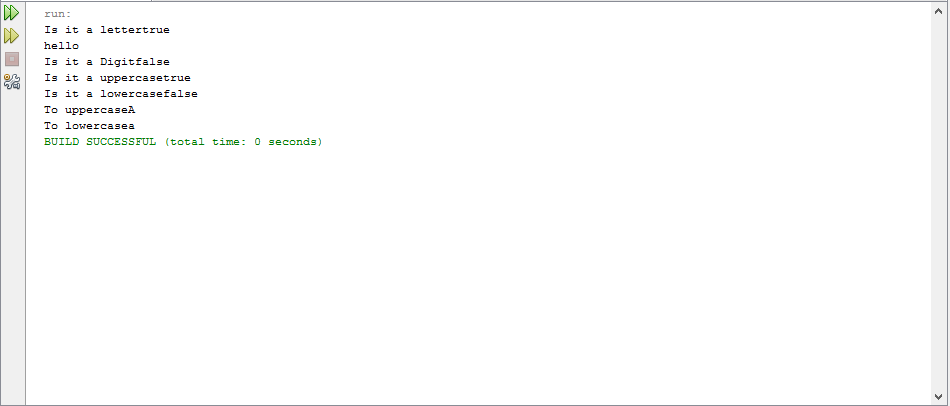 run:
Is it a lettertrue
hello
Is it a Digitfalse
Is it a uppercasetrue
Is it a lowercasefalse
To uppercaseA
To lowercasea
BUILD SUCCESSFUL (total time: 0 seconds)